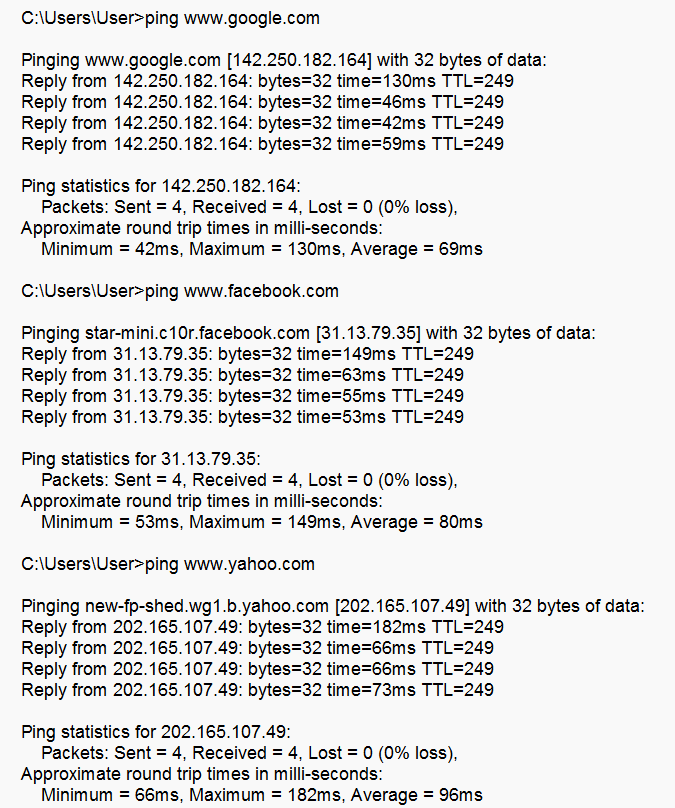 C:\Users\User>ping www.google.com

Pinging www.google.com [142.250.182.164] with 32 bytes of data:
Reply from 142.250.182.164: bytes=32 time=130ms TTL=249
Reply from 142.250.182.164: bytes=32 time=46ms TTL=249
Reply from 142.250.182.164: bytes=32 time=42ms TTL=249
Reply from 142.250.182.164: bytes=32 time=59ms TTL=249

Ping statistics for 142.250.182.164:
    Packets: Sent = 4, Received = 4, Lost = 0 (0% loss),
Approximate round trip times in milli-seconds:
    Minimum = 42ms, Maximum = 130ms, Average = 69ms

C:\Users\User>ping www.facebook.com

Pinging star-mini.c10r.facebook.com [31.13.79.35] with 32 bytes of data:
Reply from 31.13.79.35: bytes=32 time=149ms TTL=249
Reply from 31.13.79.35: bytes=32 time=63ms TTL=249
Reply from 31.13.79.35: bytes=32 time=55ms TTL=249
Reply from 31.13.79.35: bytes=32 time=53ms TTL=249

Ping statistics for 31.13.79.35:
    Packets: Sent = 4, Received = 4, Lost = 0 (0% loss),
Approximate round trip times in milli-seconds:
    Minimum = 53ms, Maximum = 149ms, Average = 80ms

C:\Users\User>ping www.yahoo.com

Pinging new-fp-shed.wg1.b.yahoo.com [202.165.107.49] with 32 bytes of data:
Reply from 202.165.107.49: bytes=32 time=182ms TTL=249
Reply from 202.165.107.49: bytes=32 time=66ms TTL=249
Reply from 202.165.107.49: bytes=32 time=66ms TTL=249
Reply from 202.165.107.49: bytes=32 time=73ms TTL=249

Ping statistics for 202.165.107.49:
    Packets: Sent = 4, Received = 4, Lost = 0 (0% loss),
Approximate round trip times in milli-seconds:
    Minimum = 66ms, Maximum = 182ms, Average = 96ms